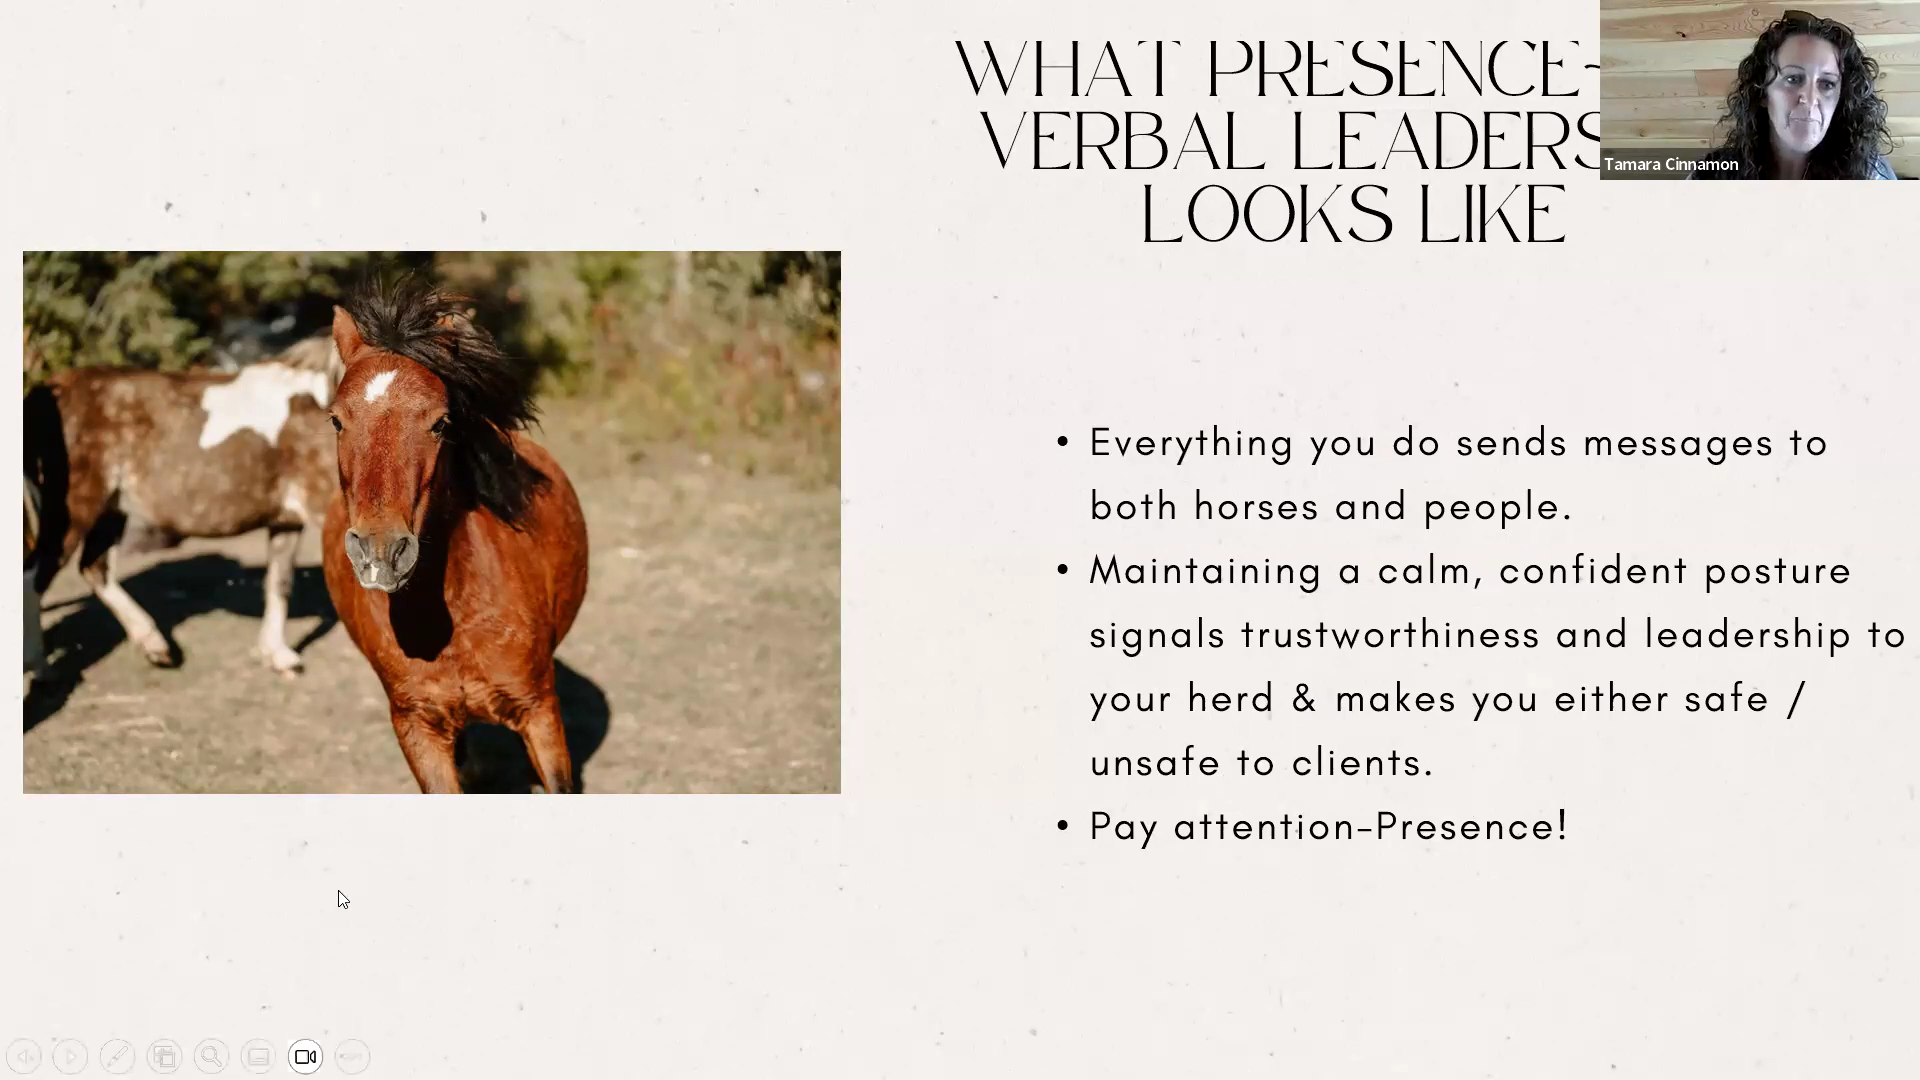 WHAT PRESENCE-
VERBAL LEADERS
LOOKS LIKE
Tamara Cinnamon
• Everything you do sends messages to
both horses and people.
• Maintaining a calm, confident posture
signals trustworthiness and leadership to
your herd & makes you either safe /
unsafe to clients.
• Pay attention-Presence!